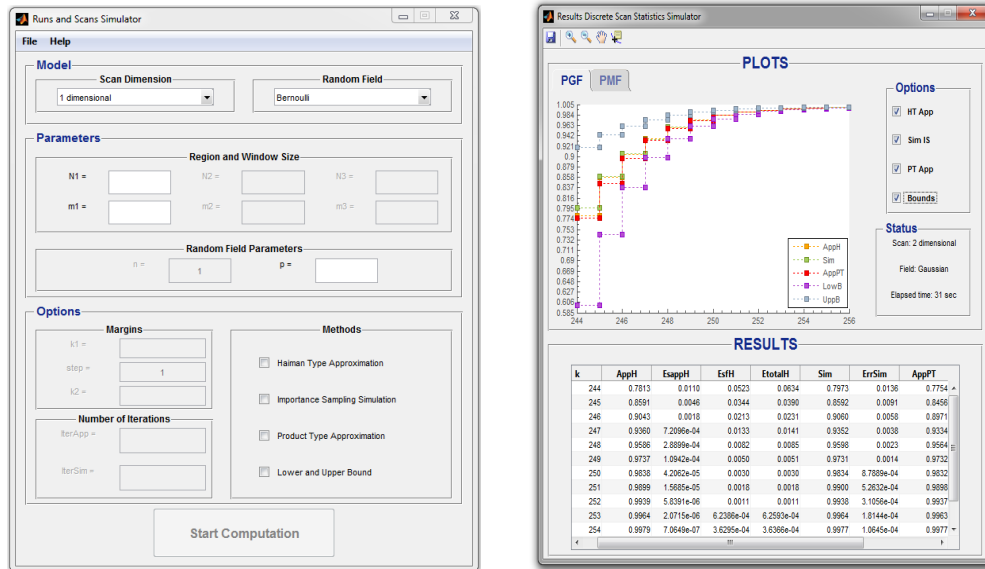 Runs and Scans Simulator
File Help
Model
Scan Dimension
1 dimensional
Random Field
Bernoulli
Parameters
Region and Window Size
N1 = N2 = N3 =
m1 = m2 = m3 =
Random Field Parameters
n = 1 p =
Options
Margins
k1 =
step = 1
k2 =
Number of Iterations
IterApp =
IterSim =
Methods
Haiman Type Approximation
Importance Sampling Simulation
Product Type Approximation
Lower and Upper Bound
Start Computation
Results Discrete Scan Statistics Simulator
PLOTS
PGF PMF
1.005
0.984
0.963
0.942
0.921
0.9
0.879
0.858
0.837
0.816
0.795
0.774
0.753
0.732
0.711
0.69
0.669
0.648
0.627
0.606
0.585
244 246 247 248 250 252 254 256
AppH
Sim
AppPT
LowB
UppB
Options
HT App
Sim IS
PT App
Bounds
Status
Scan: 2 dimensional
Field: Gaussian
Elapsed time: 31 sec
RESULTS
k AppH EsappH EsfH EtotalH Sim ErrSim AppPT
244 0.7813 0.0110 0.0523 0.0634 0.7973 0.0136 0.7754
245 0.8591 0.0046 0.0344 0.0390 0.8592 0.0091 0.8456
246 0.9043 0.0018 0.0213 0.0231 0.9060 0.0058 0.8971
247 0.9360 7.2096e-04 0.0133 0.0141 0.9352 0.0038 0.9334
248 0.9586 2.8899e-04 0.0082 0.0085 0.9598 0.0023 0.9564
249 0.9737 1.0942e-04 0.0050 0.0051 0.9731 0.0014 0.9732
250 0.9838 4.2062e-05 0.0030 0.0030 0.9834 8.7889e-04 0.9832
251 0.9899 1.5685e-05 0.0018 0.0018 0.9900 5.2632e-04 0.9898
252 0.9939 5.8391e-06 0.0011 0.0011 0.9938 3.1056e-04 0.9937
253 0.9964 2.0715e-06 6.2386e-04 6.2593e-04 0.9964 1.8144e-04 0.9963
254 0.9979 7.0649e-07 3.6295e-04 3.6366e-04 0.9977 1.0645e-04 0.9977